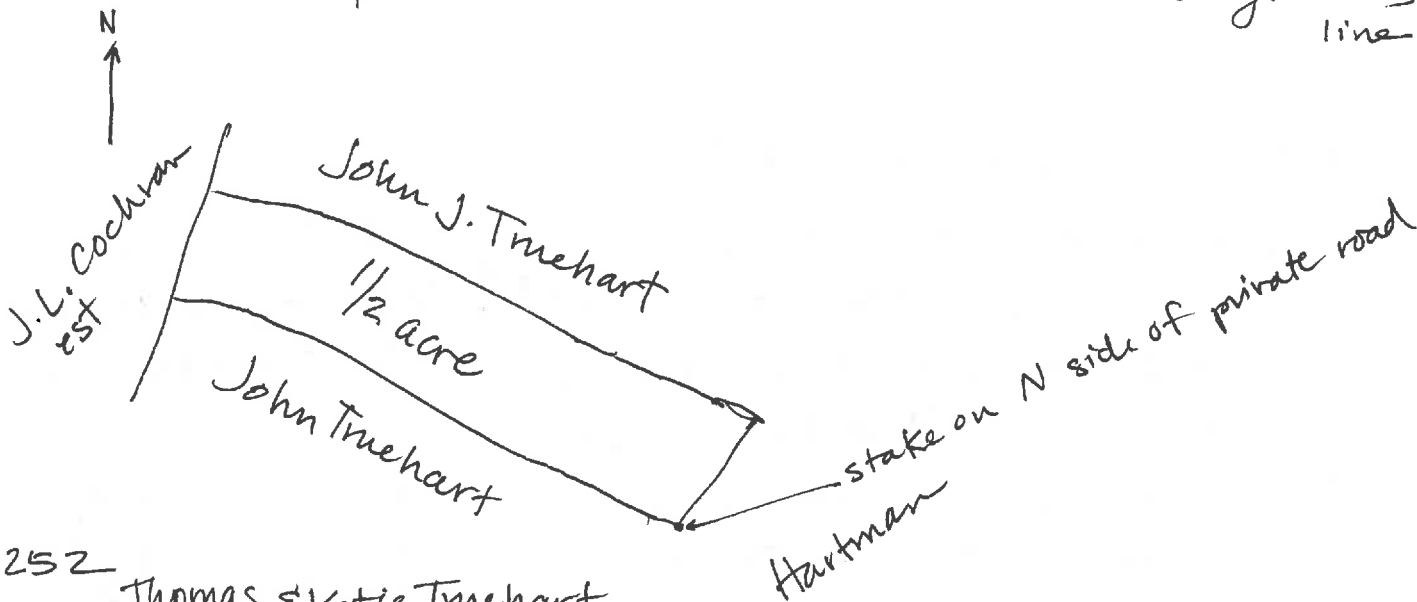 line
N
John J. Truehart
J.L. Cochran
est
1/2 acre
John Truehart
stake on N side of private road
Hartman
252
Thomas & Katie Truehart